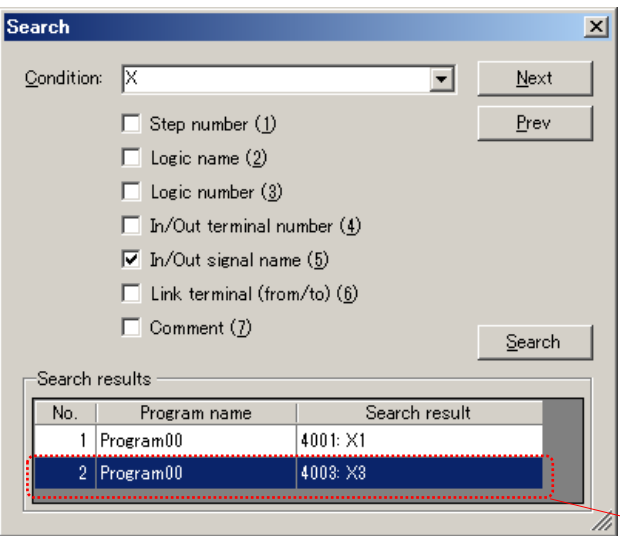 Search
Condition: X Next
Step number (1) Prev
Logic name (2)
Logic number (3)
In/Out terminal number (4)
In/Out signal name (5)
Link terminal (from/to) (6)
Comment (7)
Search
Search results
No. Program name Search result
1 Program00 4001: X1
2 Program00 4003: X3